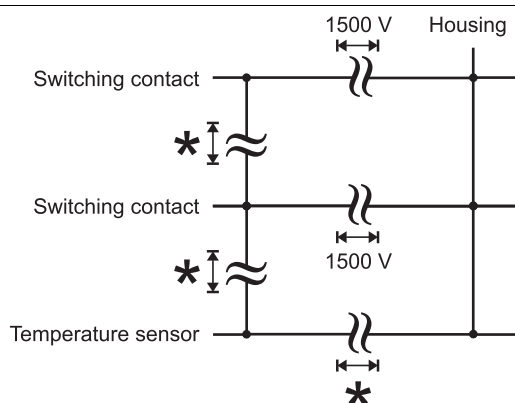 1500 V Housing
Switching contact
*
Switching contact
1500 V
*
Temperature sensor
*